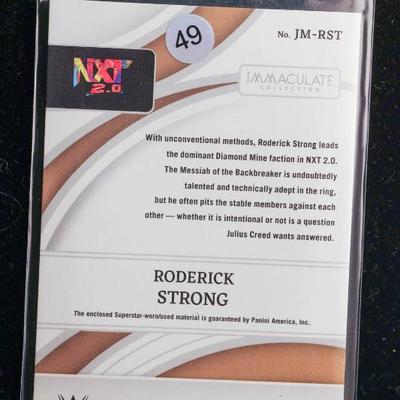 49
No. JM-RST
NXT
2.0
IMMACULATE
COLLECTION
With unconventional methods, Roderick Strong leads
the dominant Diamond Mine faction in NXT 2.0.
The Messiah of the Backbreaker is undoubtedly
talented and technically adept in the ring,
but he often pits the stable members against each
other — whether it is intentional or not is a question
Julius Creed wants answered.
RODERICK
STRONG
The enclosed Superstar-worn/used material is guaranteed by Panini America, Inc.